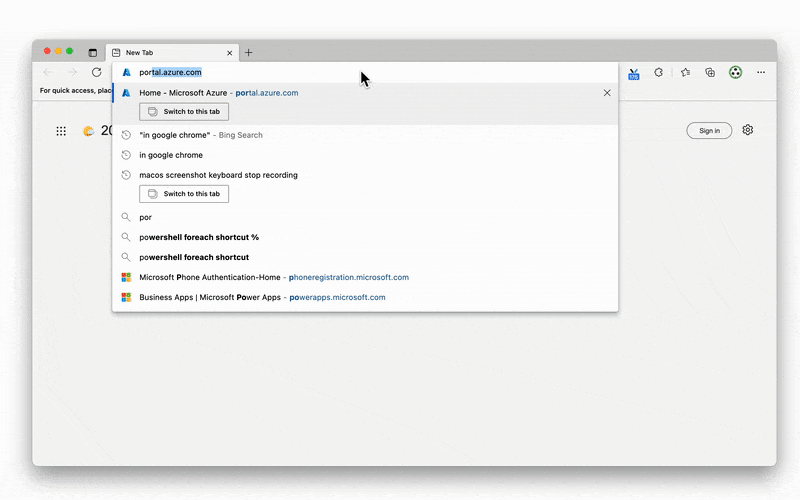 New Tab
portal.azure.com
175
For quick access, plac
Home - Microsoft Azure - portal.azure.com
Switch to this tab
20
"in google chrome" - Bing Search
Sign in
in google chrome
macos screenshot keyboard stop recording
Switch to this tab
por
powershell foreach shortcut %
powershell foreach shortcut
Microsoft Phone Authentication-Home - phoneregistration.microsoft.com
Business Apps | Microsoft Power Apps - powerapps.microsoft.com